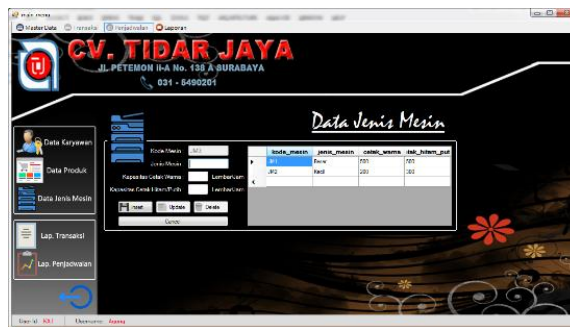 main_menu
Master Data Transaksi Penjadwalan Laporan
CV. TIDAR JAYA
JL. PETEMON II-A No. 138 A SURABAYA
031 - 5490201
Data Jenis Mesin
Data Karyawan
Data Produk
Data Jenis Mesin
Lap. Transaksi
Lap. Penjadwalan
Kode Mesin JM3
Jenis Mesin
Kapasitas Cetak Warna Lembar/Jam
Kapasitas Cetak Hitam/Putih Lembar/Jam
Insert Update Delete
Cancel
kode_mesin jenis_mesin cetak_warna itak_hitam_put
JM1 Besar 500 500
JM2 Kecil 300 300
Username